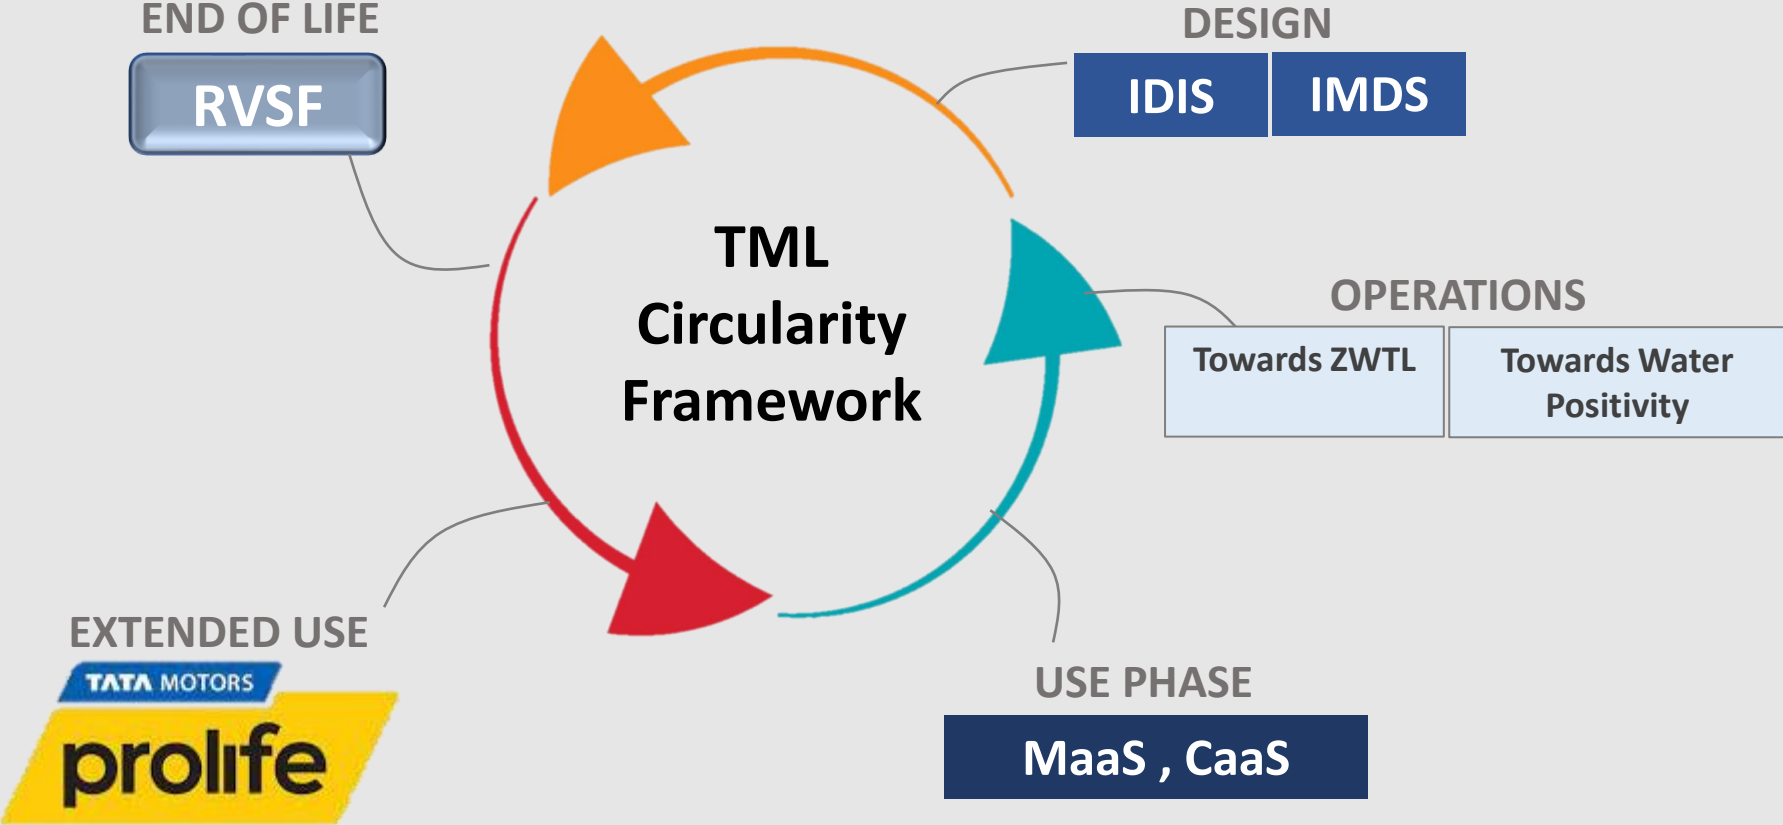 END OF LIFE
RVSF
DESIGN
IDIS
IMDS
TML
Circularity
Framework
OPERATIONS
Towards ZWTL
Towards Water
Positivity
EXTENDED USE
TATA MOTORS
prolife
USE PHASE
MaaS , CaaS